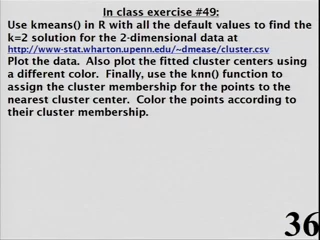 In class exercise #49:
Use kmeans() in R with all the default values to find the
k=2 solution for the 2-dimensional data at
http://www-stat.wharton.upenn.edu/~dmease/cluster.csv
Plot the data.  Also plot the fitted cluster centers using
a different color.  Finally, use the knn() function to
assign the cluster membership for the points to the
nearest cluster center.  Color the points according to
their cluster membership.
36